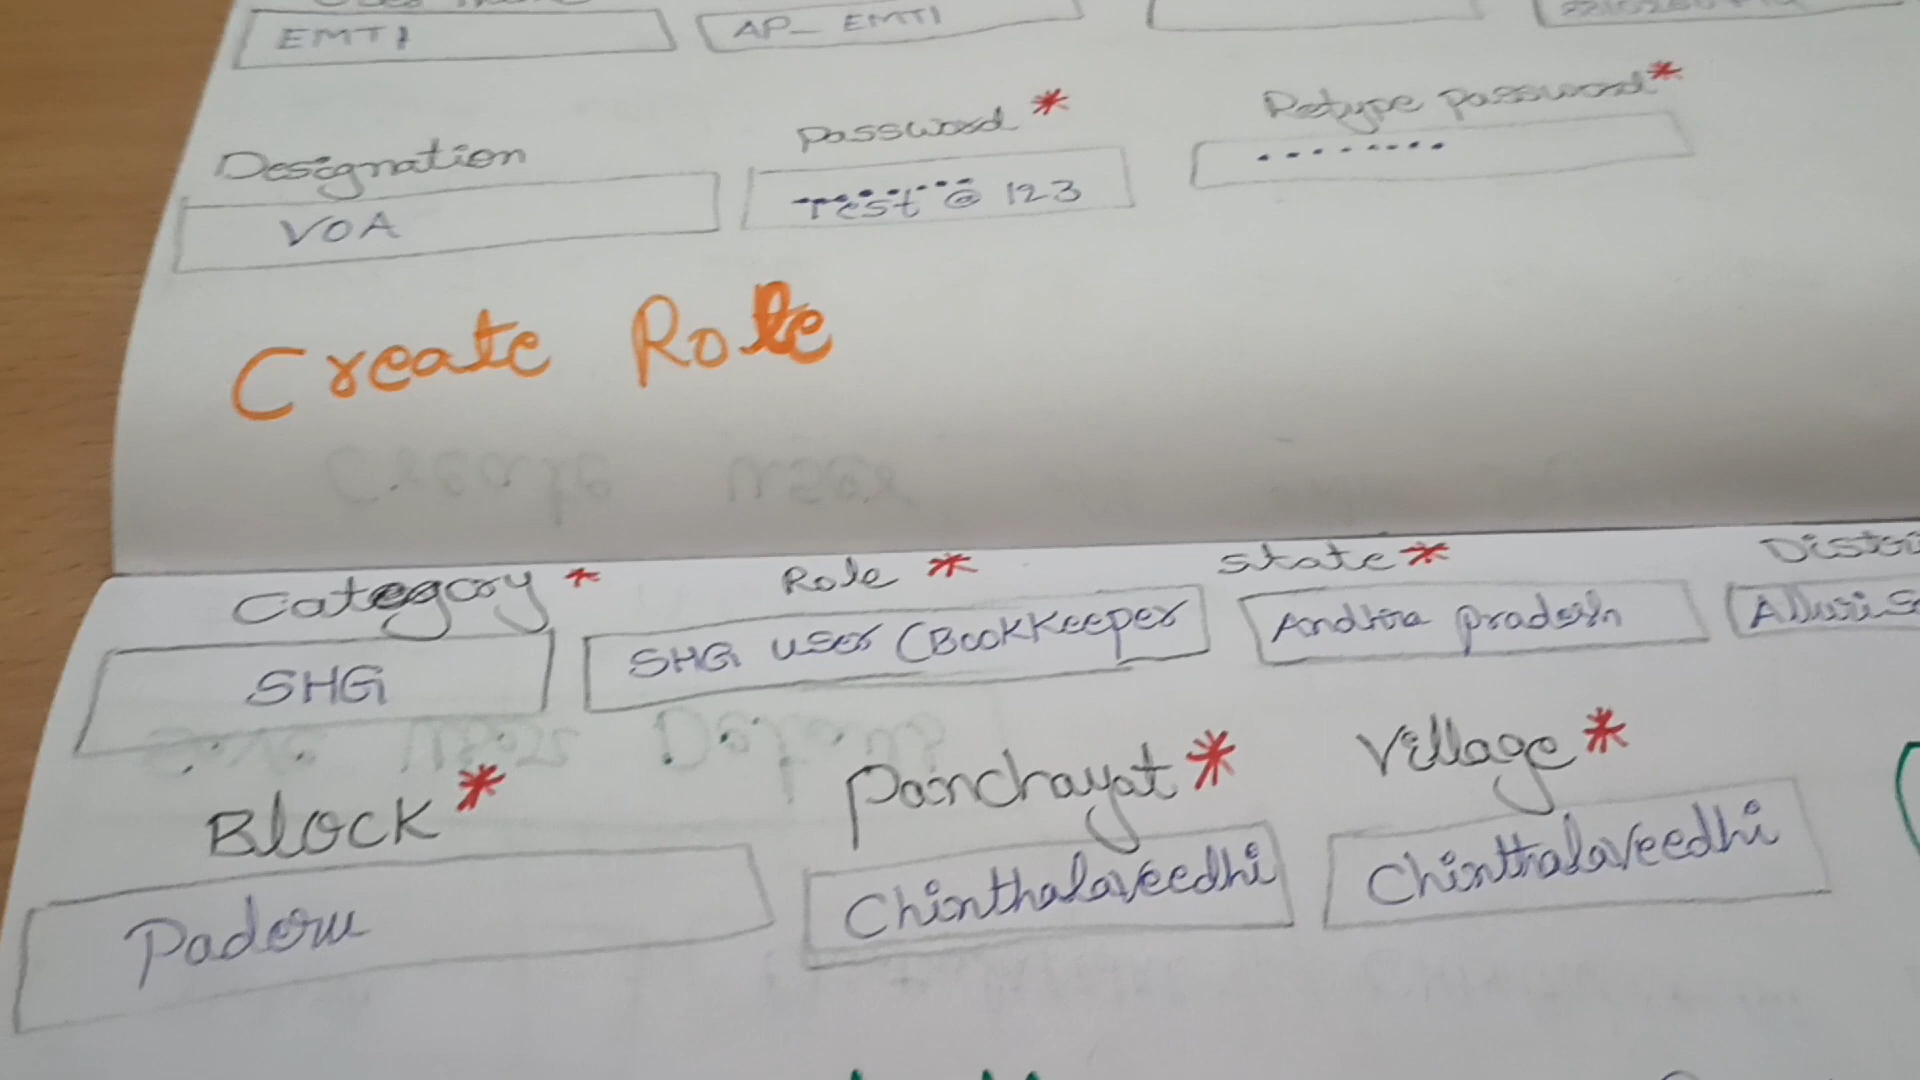 EMTI AP_ EMTI
Designation Password * Retype password *
VOA Test@123 ........
Create Role
Category * Role * State *
SHG SHG user (Bookkeeper Andhra pradesh
Block * Panchayat * Village *
Paderu Chinthalaveedhi Chinthalaveedhi